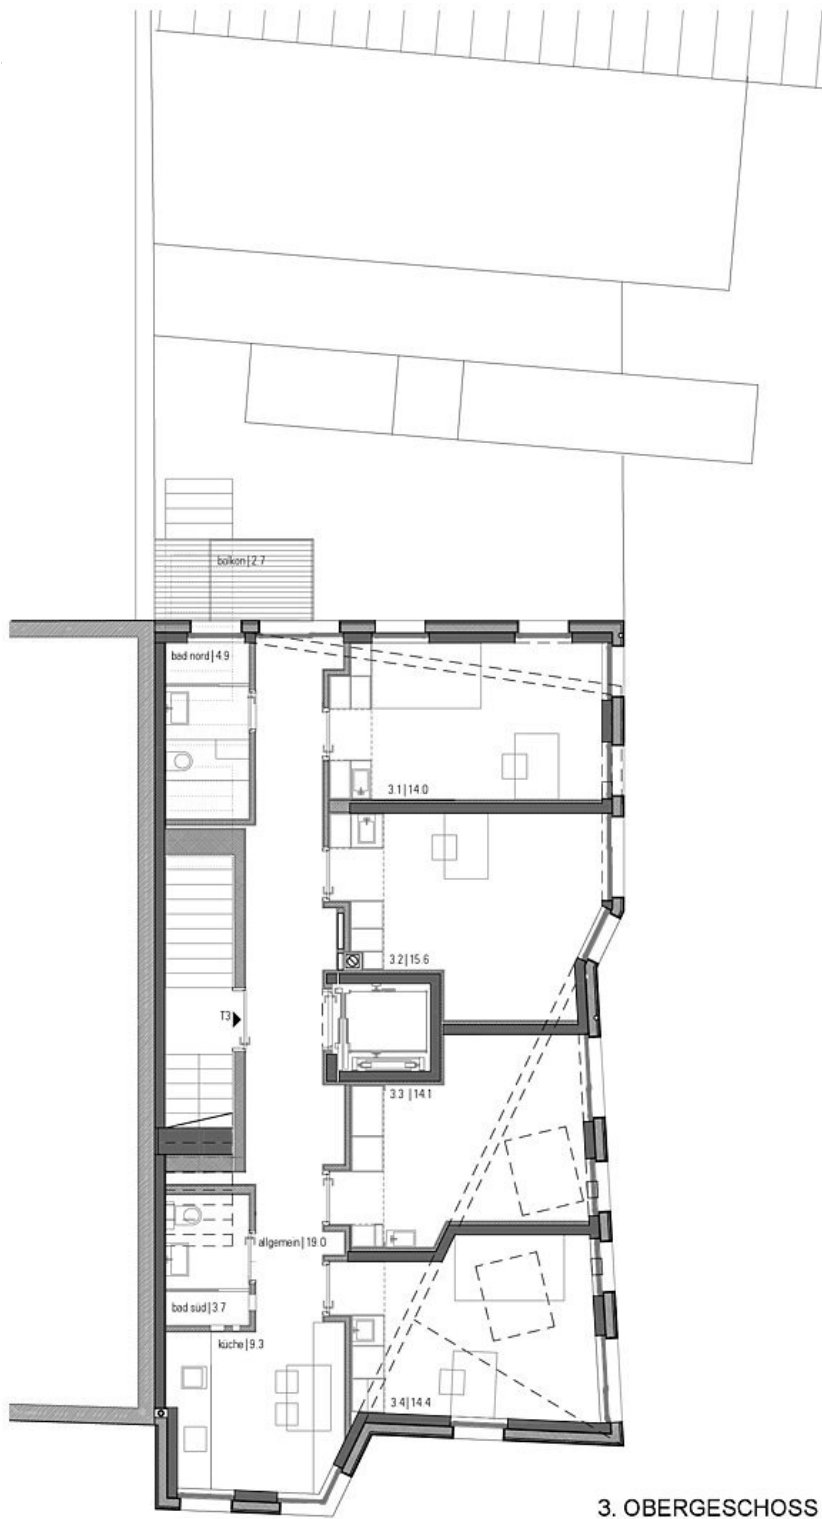 balkon|2.7
bad nord|4.9
3.1|14.0
3.2|15.6
T3
3.3|14.1
allgemein|19.0
bad süd|3.7
küche|9.3
3.4|14.4
3. OBERGESCHOSS